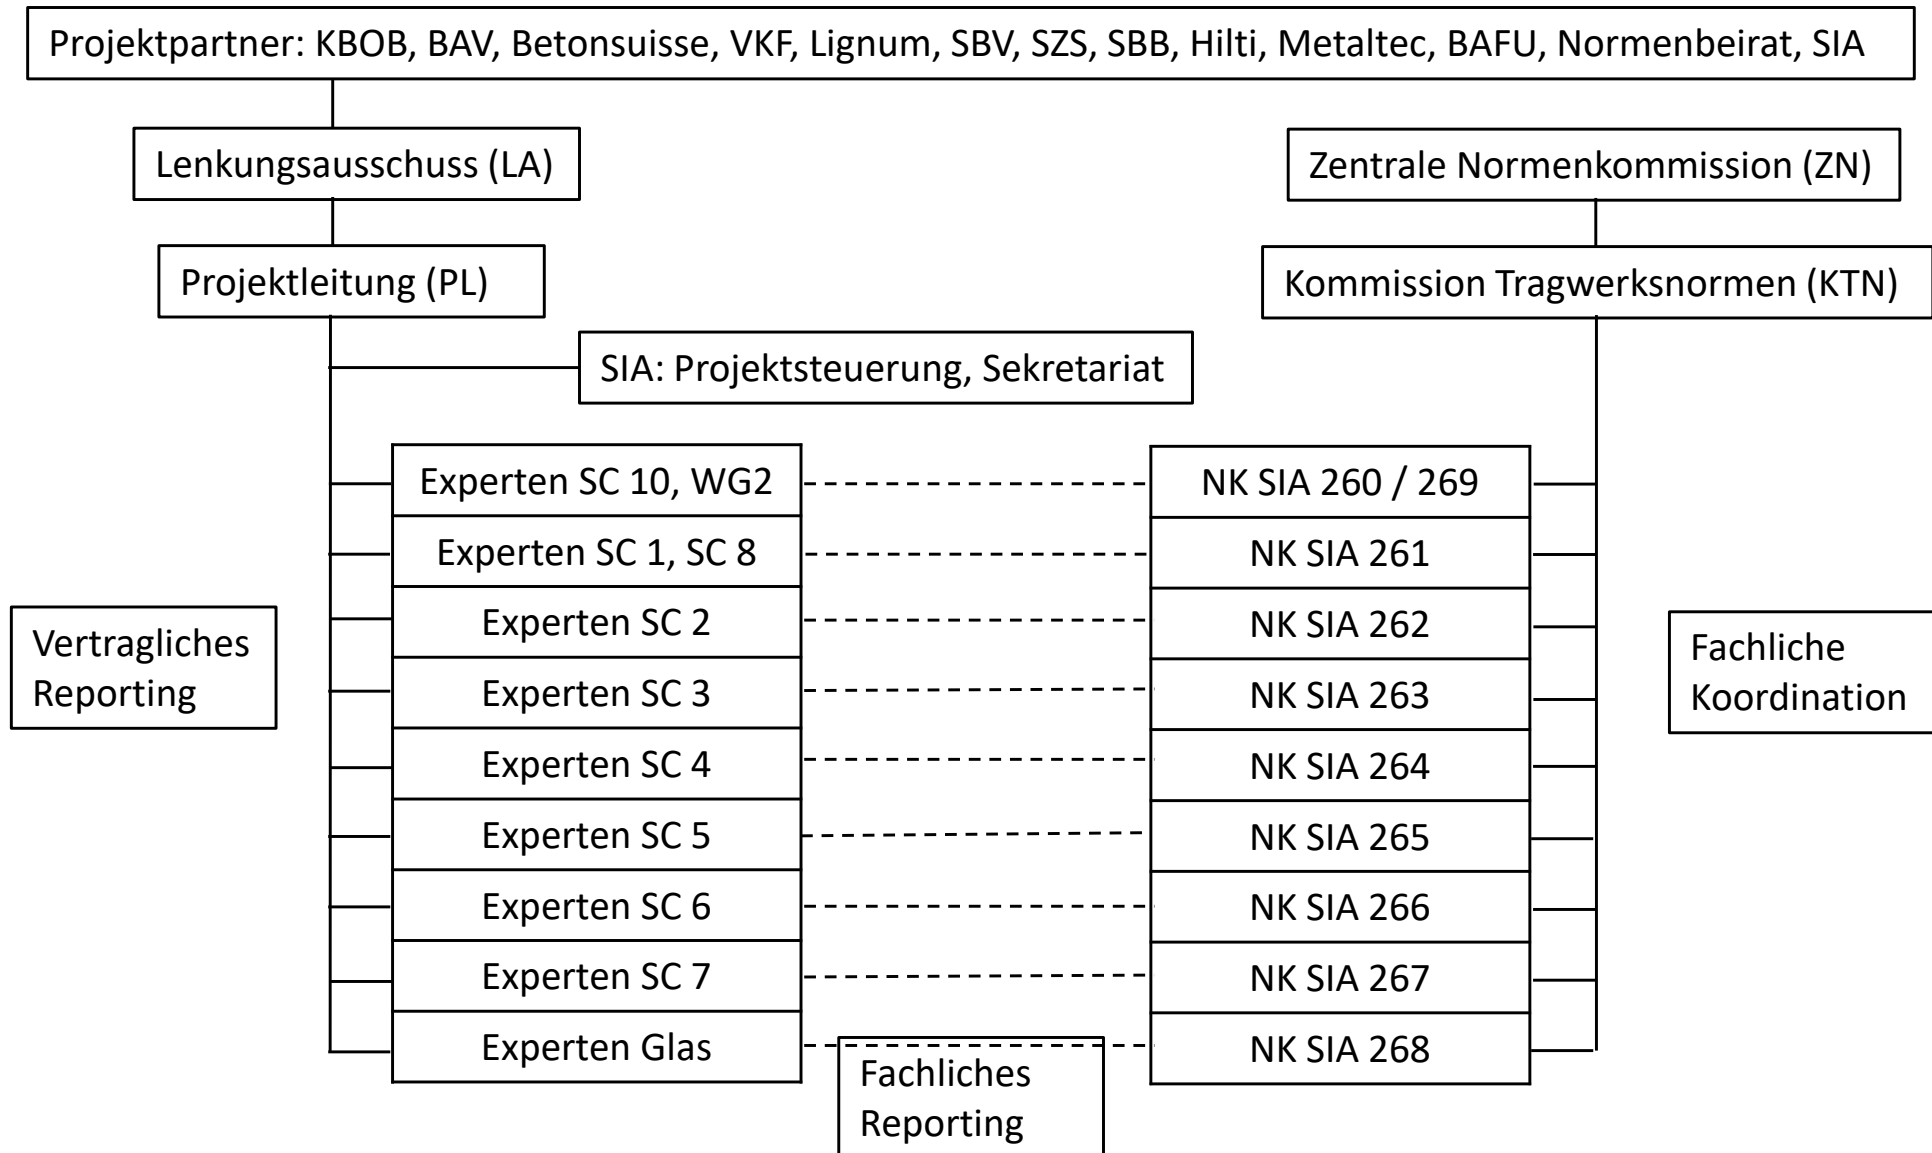 Projektpartner: KBOB, BAV, Betonsuisse, VKF, Lignum, SBV, SZS, SBB, Hilti, Metaltec, BAFU, Normenbeirat, SIA
Lenkungsausschuss (LA)
Zentrale Normenkommission (ZN)
Projektleitung (PL)
Kommission Tragwerksnormen (KTN)
SIA: Projektsteuerung, Sekretariat
Experten SC 10, WG2
NK SIA 260 / 269
Experten SC 1, SC 8
NK SIA 261
Experten SC 2
NK SIA 262
Experten SC 3
NK SIA 263
Experten SC 4
NK SIA 264
Experten SC 5
NK SIA 265
Experten SC 6
NK SIA 266
Experten SC 7
NK SIA 267
Experten Glas
NK SIA 268
Vertragliches
Reporting
Fachliche
Koordination
Fachliches
Reporting